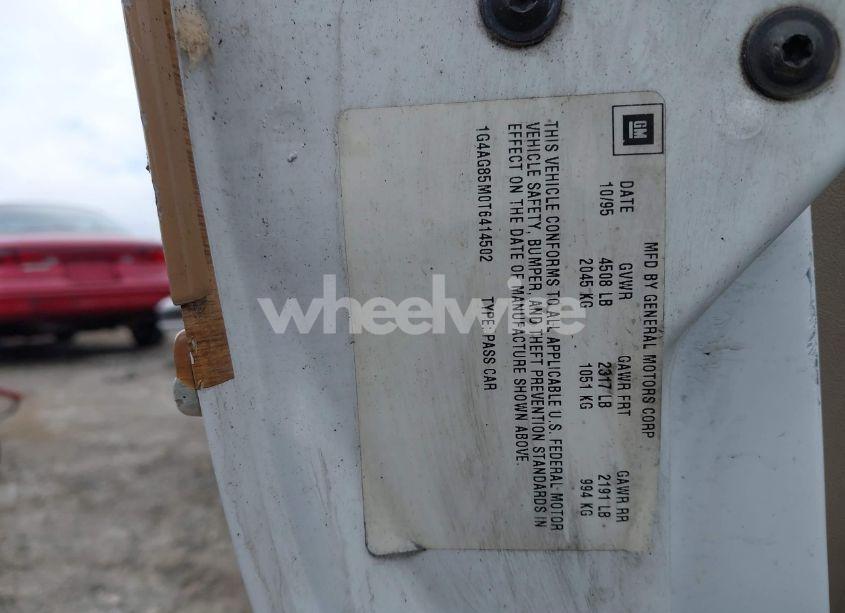 GM
MFD BY GENERAL MOTORS CORP
DATE GVWR GAWR FRT GAWR RR
10/95 4508 LB 2317 LB 2191 LB
2045 KG 1051 KG 994 KG
THIS VEHICLE CONFORMS TO ALL APPLICABLE U.S. FEDERAL MOTOR
VEHICLE SAFETY, BUMPER, AND THEFT PREVENTION STANDARDS IN
EFFECT ON THE DATE OF MANUFACTURE SHOWN ABOVE.
1G4AG85M0T6414502 TYPE: PASS CAR
wheelwise